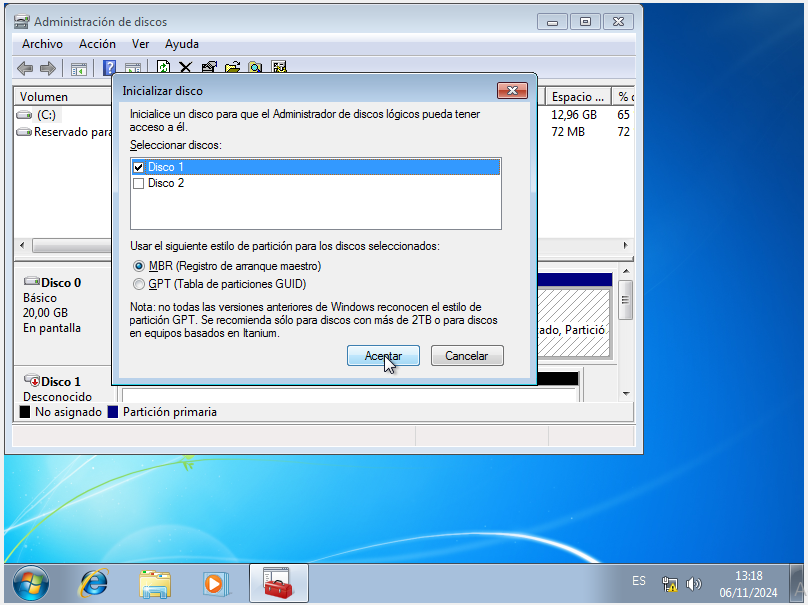 Administración de discos
Archivo Acción Ver Ayuda
Inicializar disco
Volumen
Espacio ...
(C:)
12,96 GB 65
Reservado para
72 MB 72
Inicialice un disco para que el Administrador de discos lógicos pueda tener
acceso a él.
Seleccionar discos:
Disco 1
Disco 2
Usar el siguiente estilo de partición para los discos seleccionados:
MBR (Registro de arranque maestro)
GPT (Tabla de particiones GUID)
Nota: no todas las versiones anteriores de Windows reconocen el estilo de
partición GPT. Se recomienda sólo para discos con más de 2TB o para discos
en equipos basados en Itanium.
Aceptar Cancelar
Disco 0
Básico
20,00 GB
En pantalla
ado, Partició
Disco 1
Desconocido
No asignado Partición primaria
ES
13:18
06/11/2024